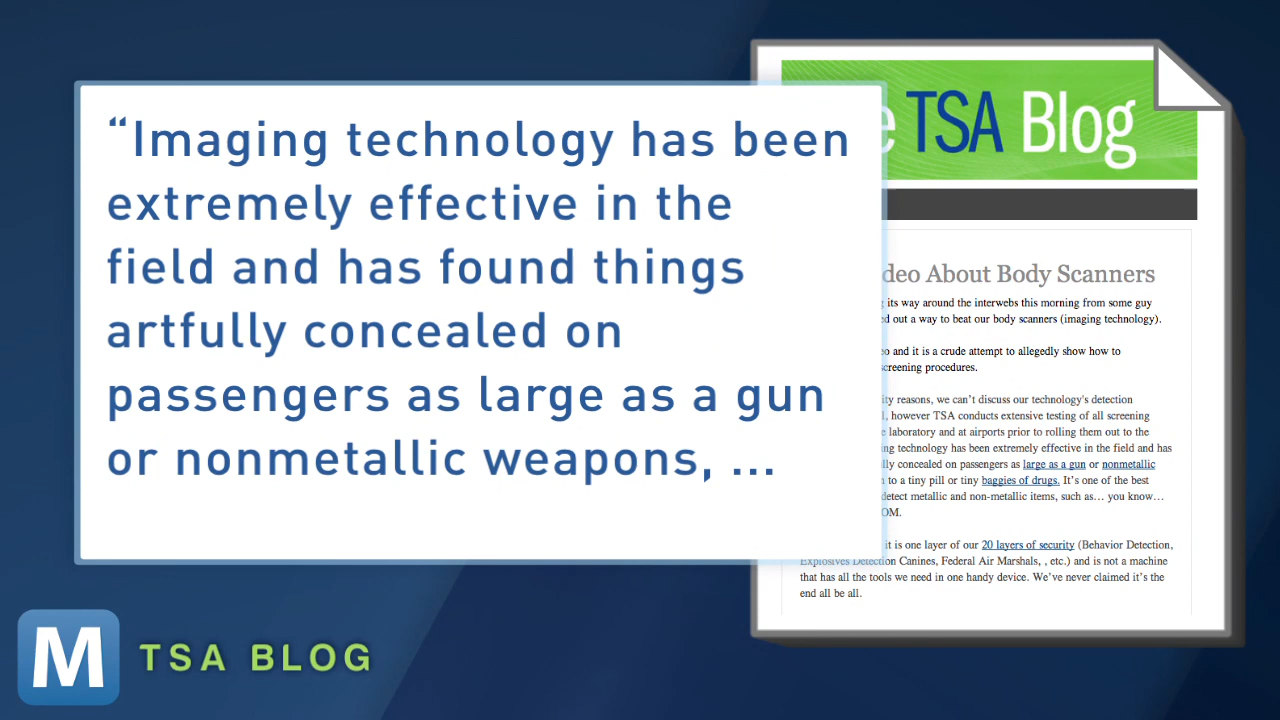 “Imaging technology has been
extremely effective in the
field and has found things
artfully concealed on
passengers as large as a gun
or nonmetallic weapons, ...
TSA Blog
About Body Scanners
its way around the interwebs this morning from some guy
out a way to beat our body scanners (imaging technology).
and it is a crude attempt to allegedly show how to
screening procedures.
reasons, we can’t discuss our technology's detection
however TSA conducts extensive testing of all screening
laboratory and at airports prior to rolling them out to the
technology has been extremely effective in the field and has
concealed on passengers as large as a gun or nonmetallic
to a tiny pill or tiny baggies of drugs. It’s one of the best
detect metallic and non-metallic items, such as… you know…
OM.
it is one layer of our 20 layers of security (Behavior Detection,
Explosives Detection Canines, Federal Air Marshals, , etc.) and is not a machine
that has all the tools we need in one handy device. We’ve never claimed it’s the
end all be all.
M TSA BLOG